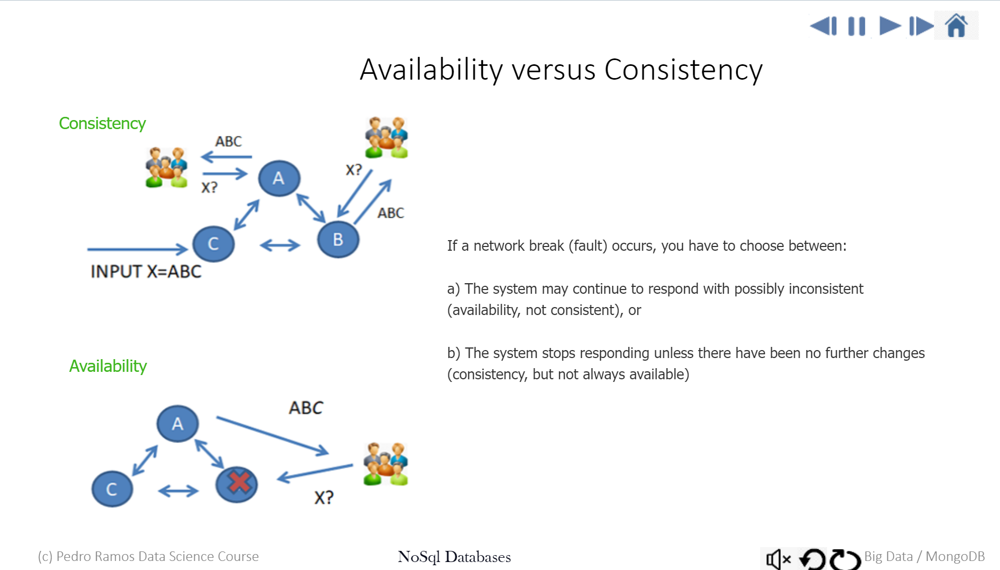 Availability versus Consistency
Consistency
ABC
X?
A
X?
ABC
C
B
INPUT X=ABC
If a network break (fault) occurs, you have to choose between:
a) The system may continue to respond with possibly inconsistent
(availability, not consistent), or
b) The system stops responding unless there have been no further changes
(consistency, but not always available)
Availability
ABC
A
C
X?
(c) Pedro Ramos Data Science Course
NoSql Databases
Big Data / MongoDB